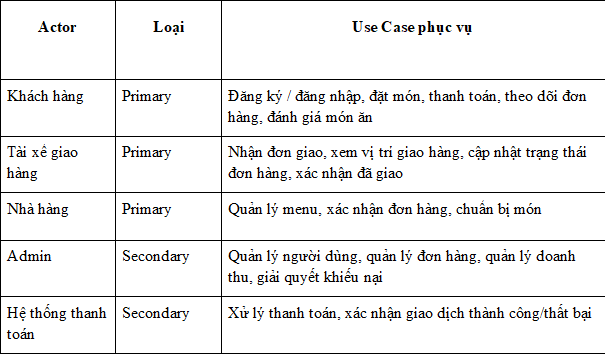 Actor Loại Use Case phục vụ
Khách hàng Primary Đăng ký / đăng nhập, đặt món, thanh toán, theo dõi đơn
hàng, đánh giá món ăn
Tài xế giao Primary Nhận đơn giao, xem vị trí giao hàng, cập nhật trạng thái
hàng đơn hàng, xác nhận đã giao
Nhà hàng Primary Quản lý menu, xác nhận đơn hàng, chuẩn bị món
Admin Secondary Quản lý người dùng, quản lý đơn hàng, quản lý doanh
thu, giải quyết khiếu nại
Hệ thống thanh Secondary Xử lý thanh toán, xác nhận giao dịch thành công/thất bại
toán